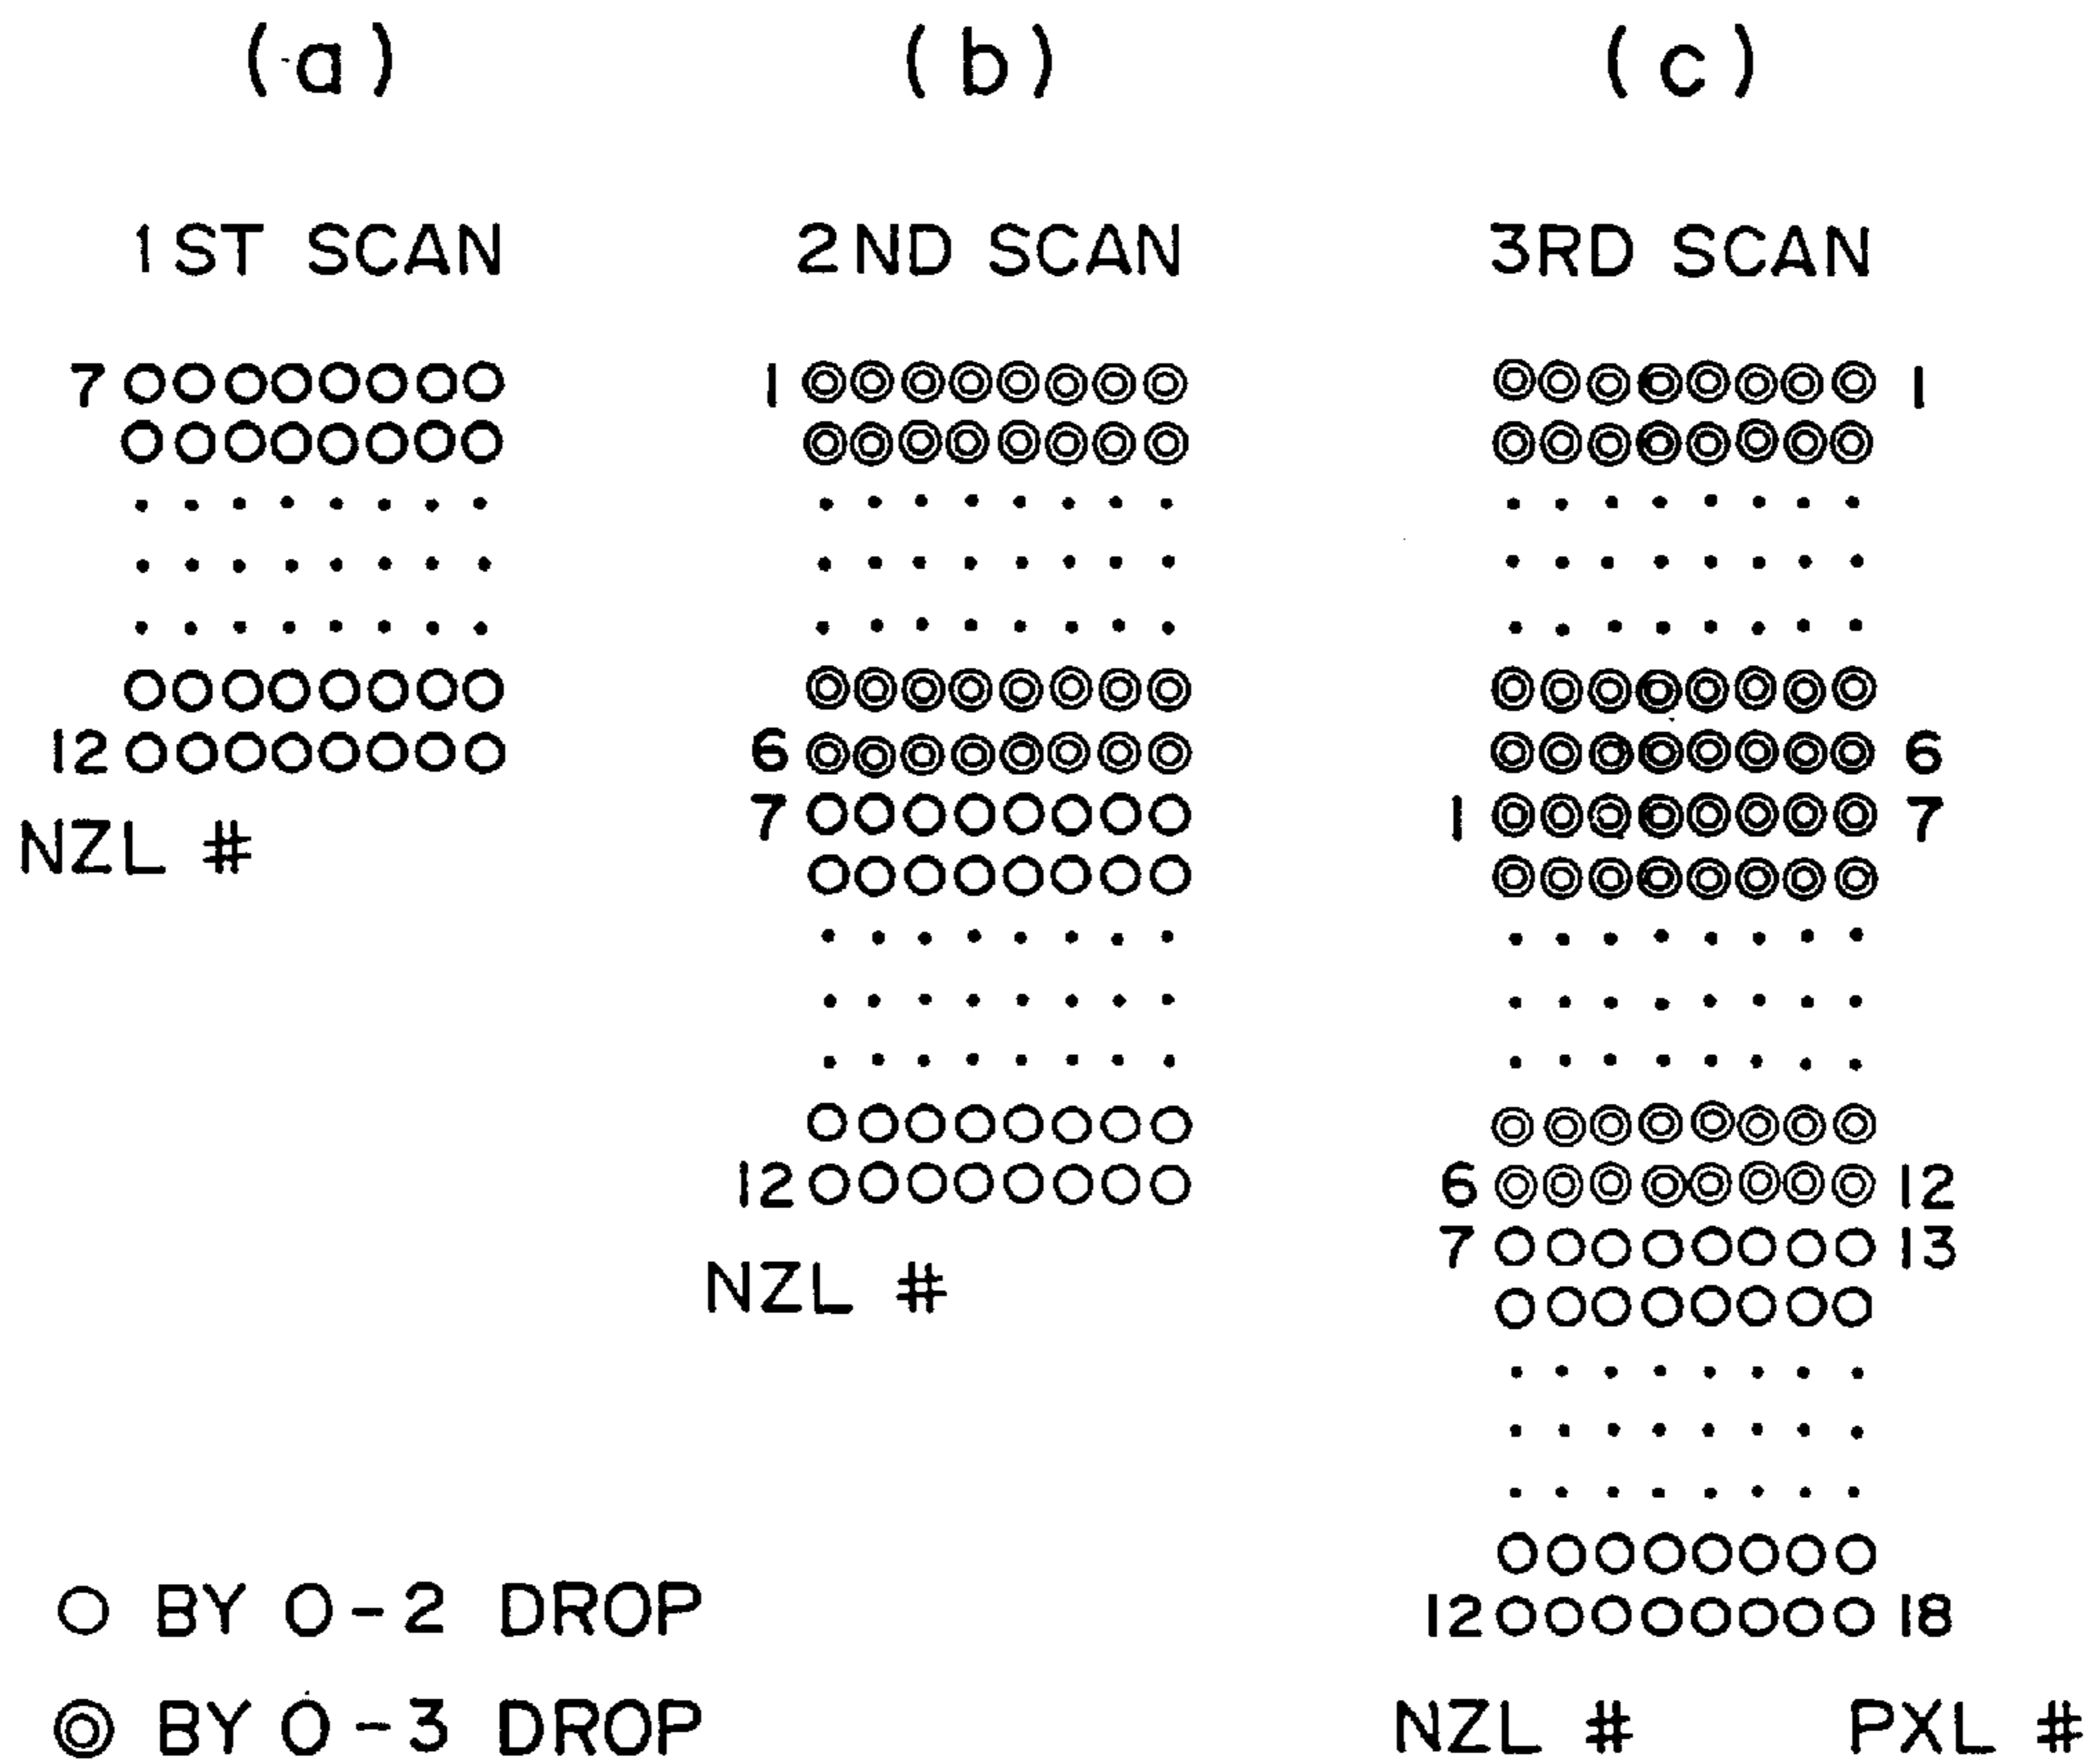 (a)
1ST SCAN
7
12
NZL #
(b)
2ND SCAN
1
6
7
12
NZL #
(c)
3RD SCAN
1
6
1 7
6 12
7 13
12 18
NZL # PXL #
BY 0-2 DROP
BY 0-3 DROP